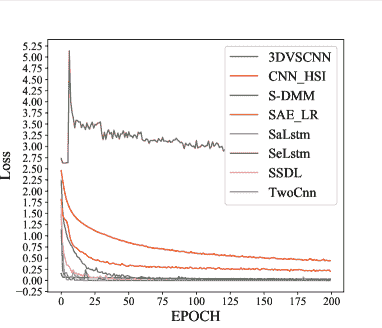 5.25
5.00
4.75
4.50
4.25
4.00
3.75
3.50
3.25
3.00
2.75
2.50
2.25
2.00
1.75
1.50
1.25
1.00
0.75
0.50
0.25
0.00
−0.25
Loss
3DVSCNN
CNN_HSI
S-DMM
SAE_LR
SaLstm
SeLstm
SSDL
TwoCnn
0 25 50 75 100 125 150 175 200
EPOCH